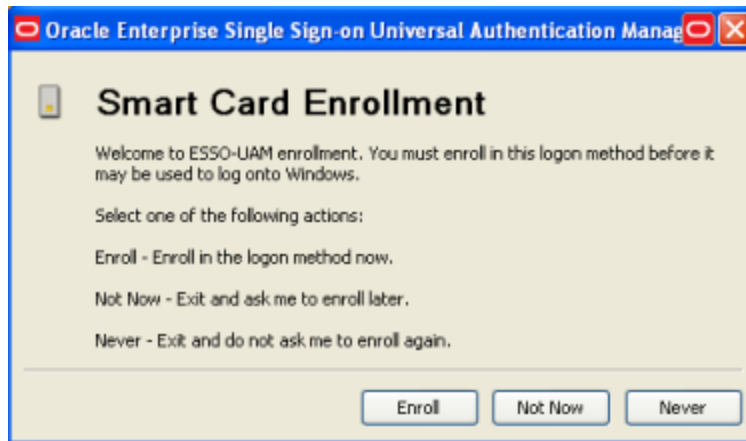 Oracle Enterprise Single Sign-on Universal Authentication Manag
Smart Card Enrollment
Welcome to ESSO-UAM enrollment. You must enroll in this logon method before it
may be used to log onto Windows.
Select one of the following actions:
Enroll - Enroll in the logon method now.
Not Now - Exit and ask me to enroll later.
Never - Exit and do not ask me to enroll again.
Enroll Not Now Never